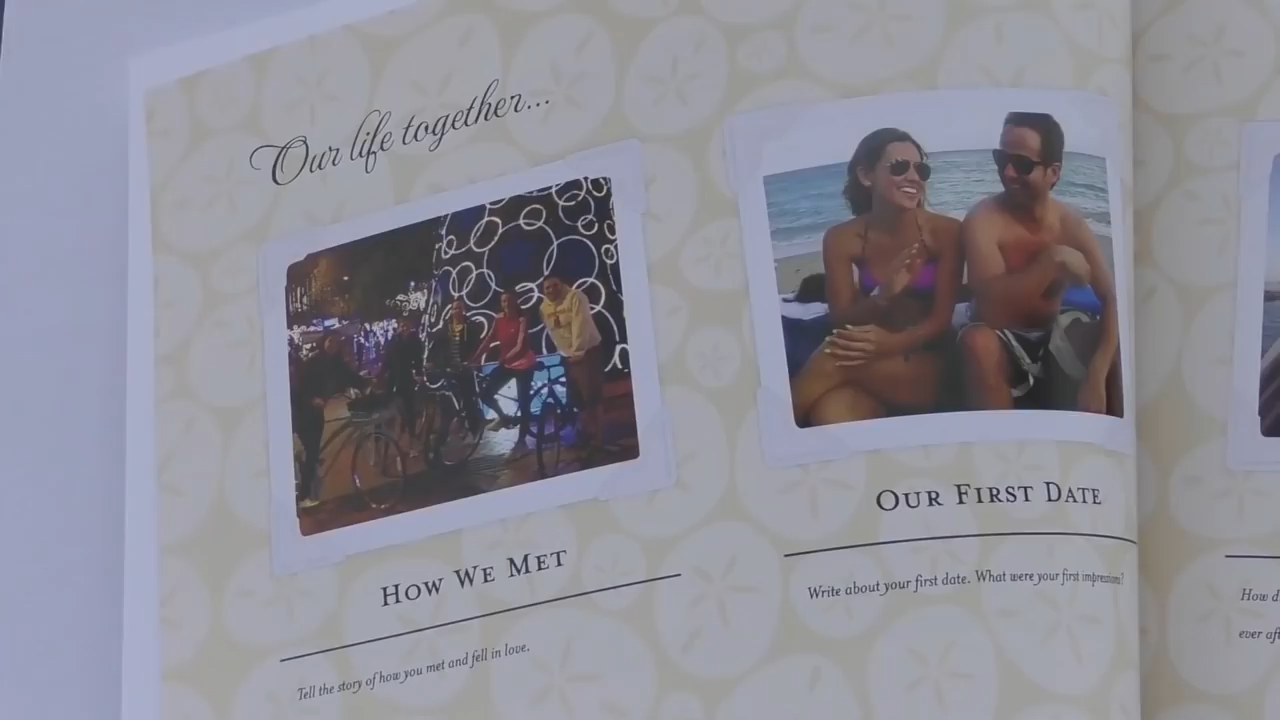 Our life together...
How We Met
Tell the story of how you met and fell in love.
Our First Date
Write about your first date. What were your first impressions?
How d
ever aft